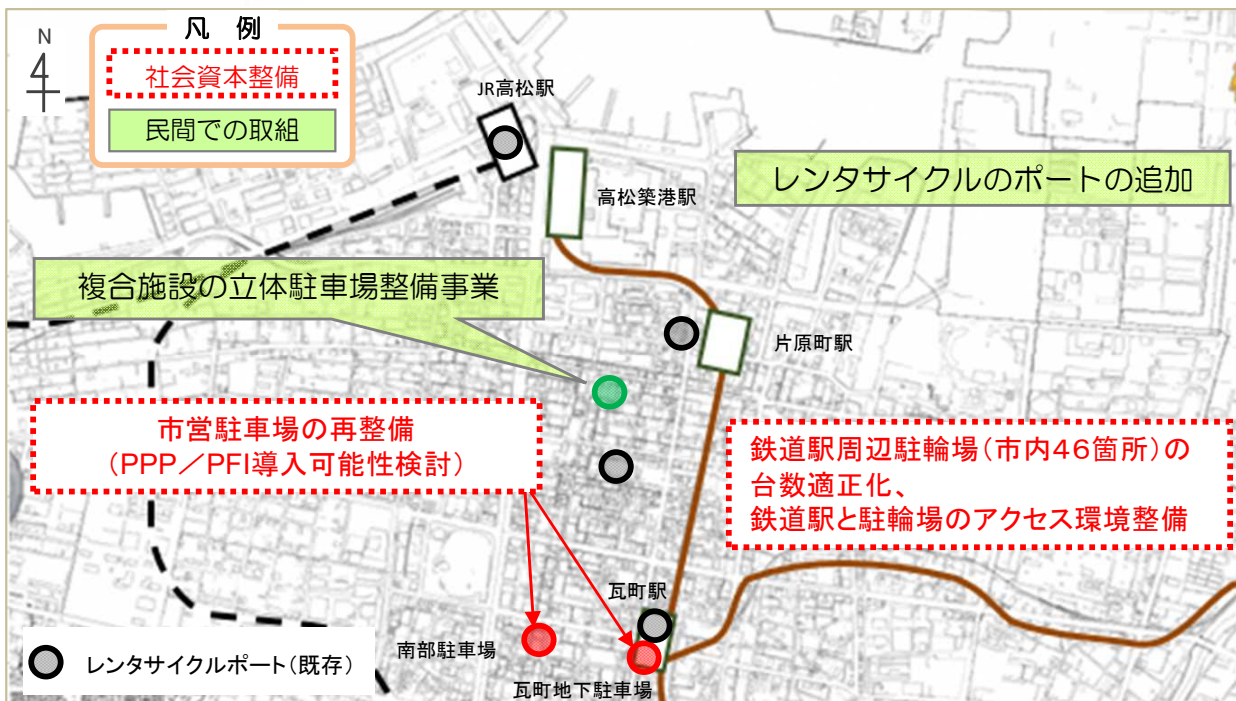 凡 例
社会資本整備
民間での取組
N
JR高松駅
高松築港駅
レンタサイクルのポートの追加
複合施設の立体駐車場整備事業
片原町駅
市営駐車場の再整備
(PPP/PFI導入可能性検討)
鉄道駅周辺駐輪場(市内46箇所)の
台数適正化、
鉄道駅と駐輪場のアクセス環境整備
瓦町駅
南部駐車場
瓦町地下駐車場
レンタサイクルポート(既存)